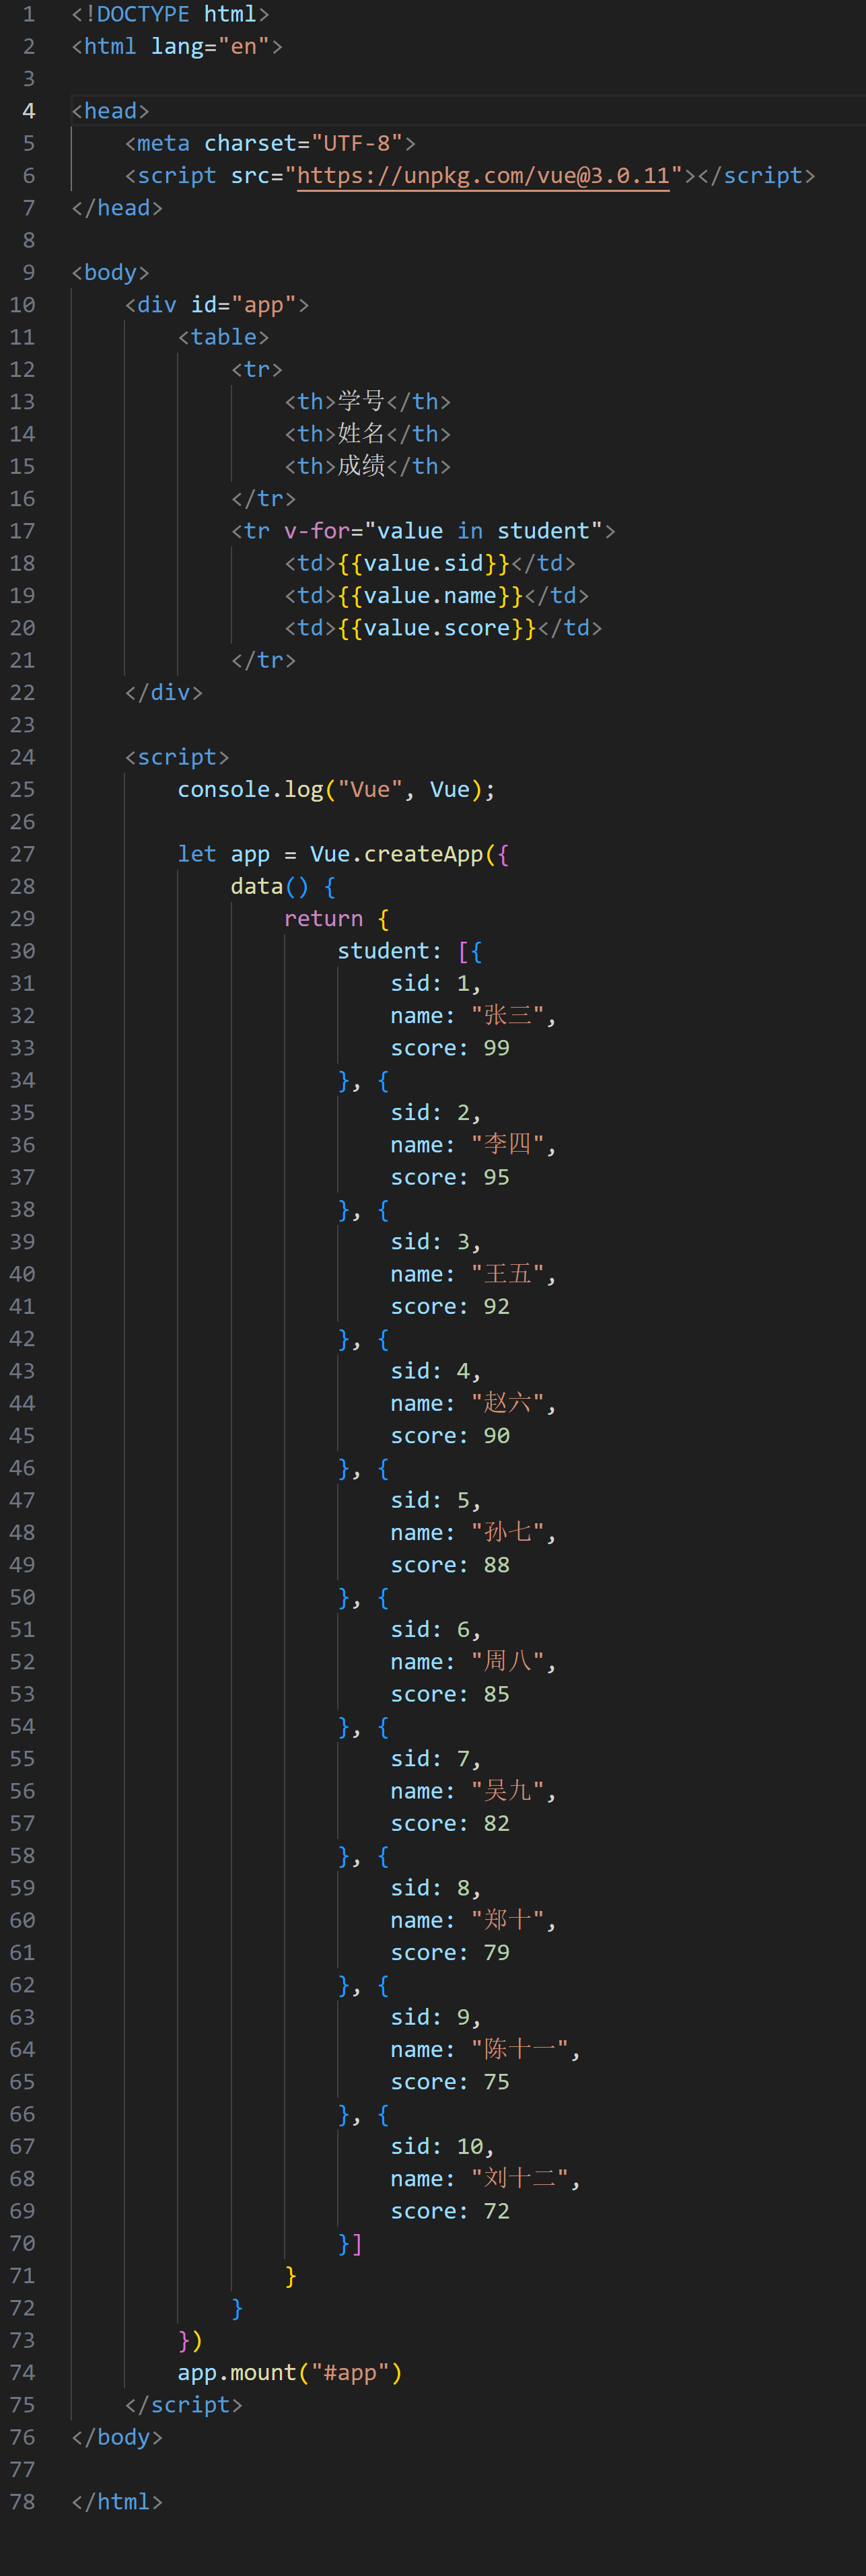 1 <!DOCTYPE html>
2 <html lang="en">
3
4 <head>
5     <meta charset="UTF-8">
6     <script src="https://unpkg.com/vue@3.0.11"></script>
7 </head>
8
9 <body>
10     <div id="app">
11         <table>
12             <tr>
13                 <th>学号</th>
14                 <th>姓名</th>
15                 <th>成绩</th>
16             </tr>
17             <tr v-for="value in student">
18                 <td>{{value.sid}}</td>
19                 <td>{{value.name}}</td>
20                 <td>{{value.score}}</td>
21             </tr>
22     </div>
23
24     <script>
25         console.log("Vue", Vue);
26
27         let app = Vue.createApp({
28             data() {
29                 return {
30                     student: [{
31                         sid: 1,
32                         name: "张三",
33                         score: 99
34                     }, {
35                         sid: 2,
36                         name: "李四",
37                         score: 95
38                     }, {
39                         sid: 3,
40                         name: "王五",
41                         score: 92
42                     }, {
43                         sid: 4,
44                         name: "赵六",
45                         score: 90
46                     }, {
47                         sid: 5,
48                         name: "孙七",
49                         score: 88
50                     }, {
51                         sid: 6,
52                         name: "周八",
53                         score: 85
54                     }, {
55                         sid: 7,
56                         name: "吴九",
57                         score: 82
58                     }, {
59                         sid: 8,
60                         name: "郑十",
61                         score: 79
62                     }, {
63                         sid: 9,
64                         name: "陈十一",
65                         score: 75
66                     }, {
67                         sid: 10,
68                         name: "刘十二",
69                         score: 72
70                     }]
71                 }
72             }
73         })
74         app.mount("#app")
75     </script>
76 </body>
77
78 </html>